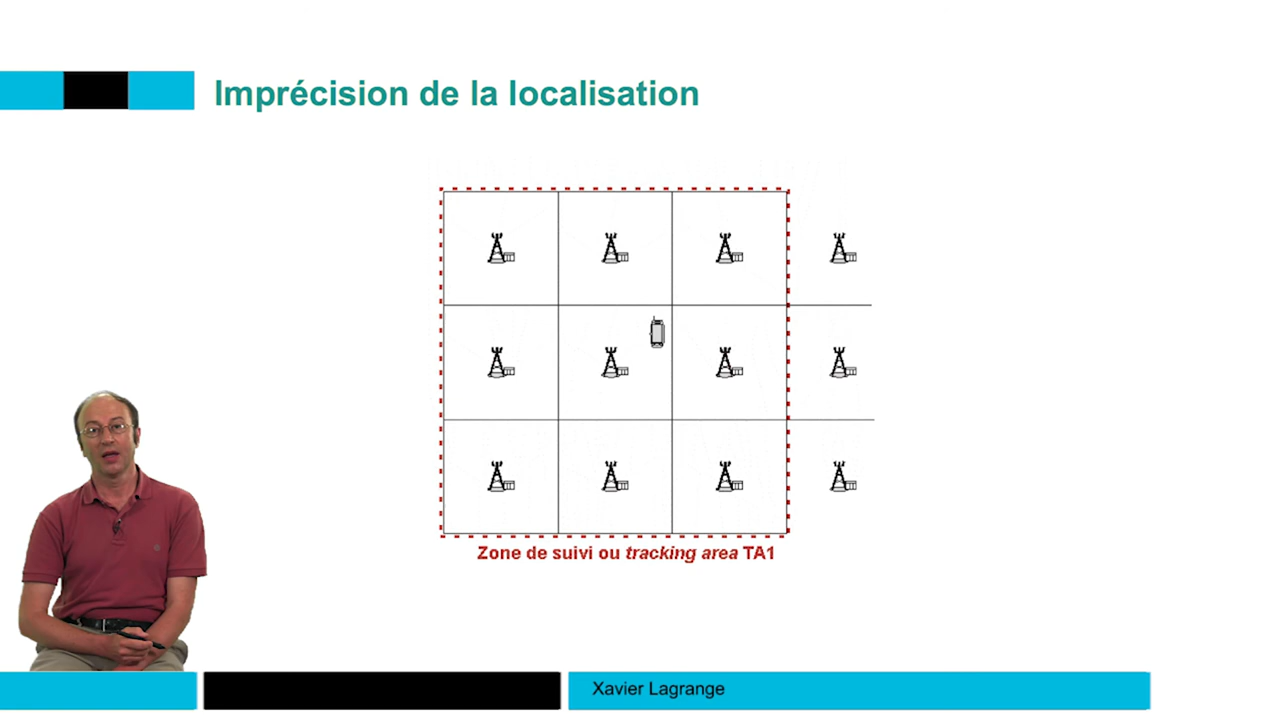 Imprécision de la localisation
Zone de suivi ou tracking area TA1
Xavier Lagrange